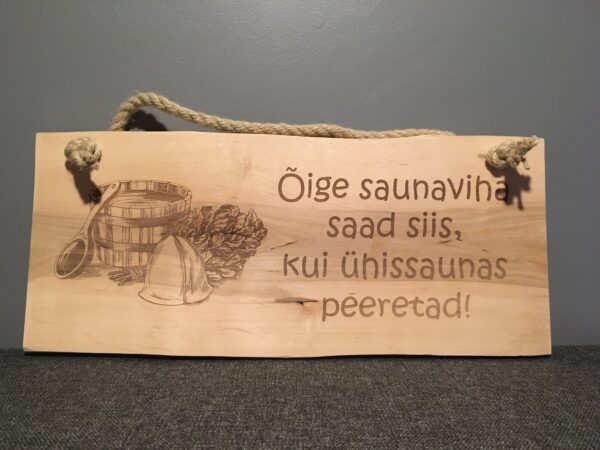 Õige saunaviha
saad siis,
kui ühissaunas
peeretad!